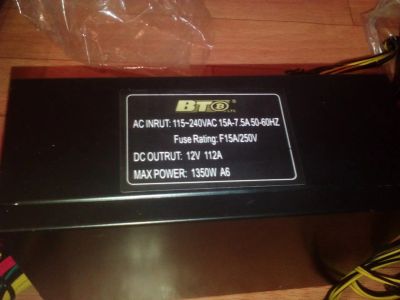 BTC
AC INRUT: 115~240VAC 15A-7.5A 50-60HZ
Fuse Rating: F15A/250V
DC OUTPUT: 12V 112A
MAX POWER: 1350W A6